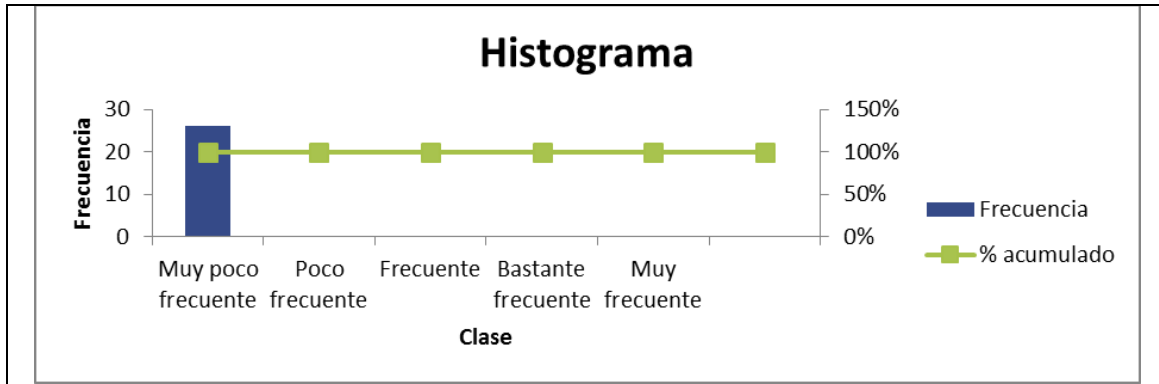 Histograma
30
20
10
0
Frecuencia
150%
100%
50%
0%
Muy poco frecuente
Poco frecuente
Frecuente
Bastante frecuente
Muy frecuente
Clase
Frecuencia
% acumulado